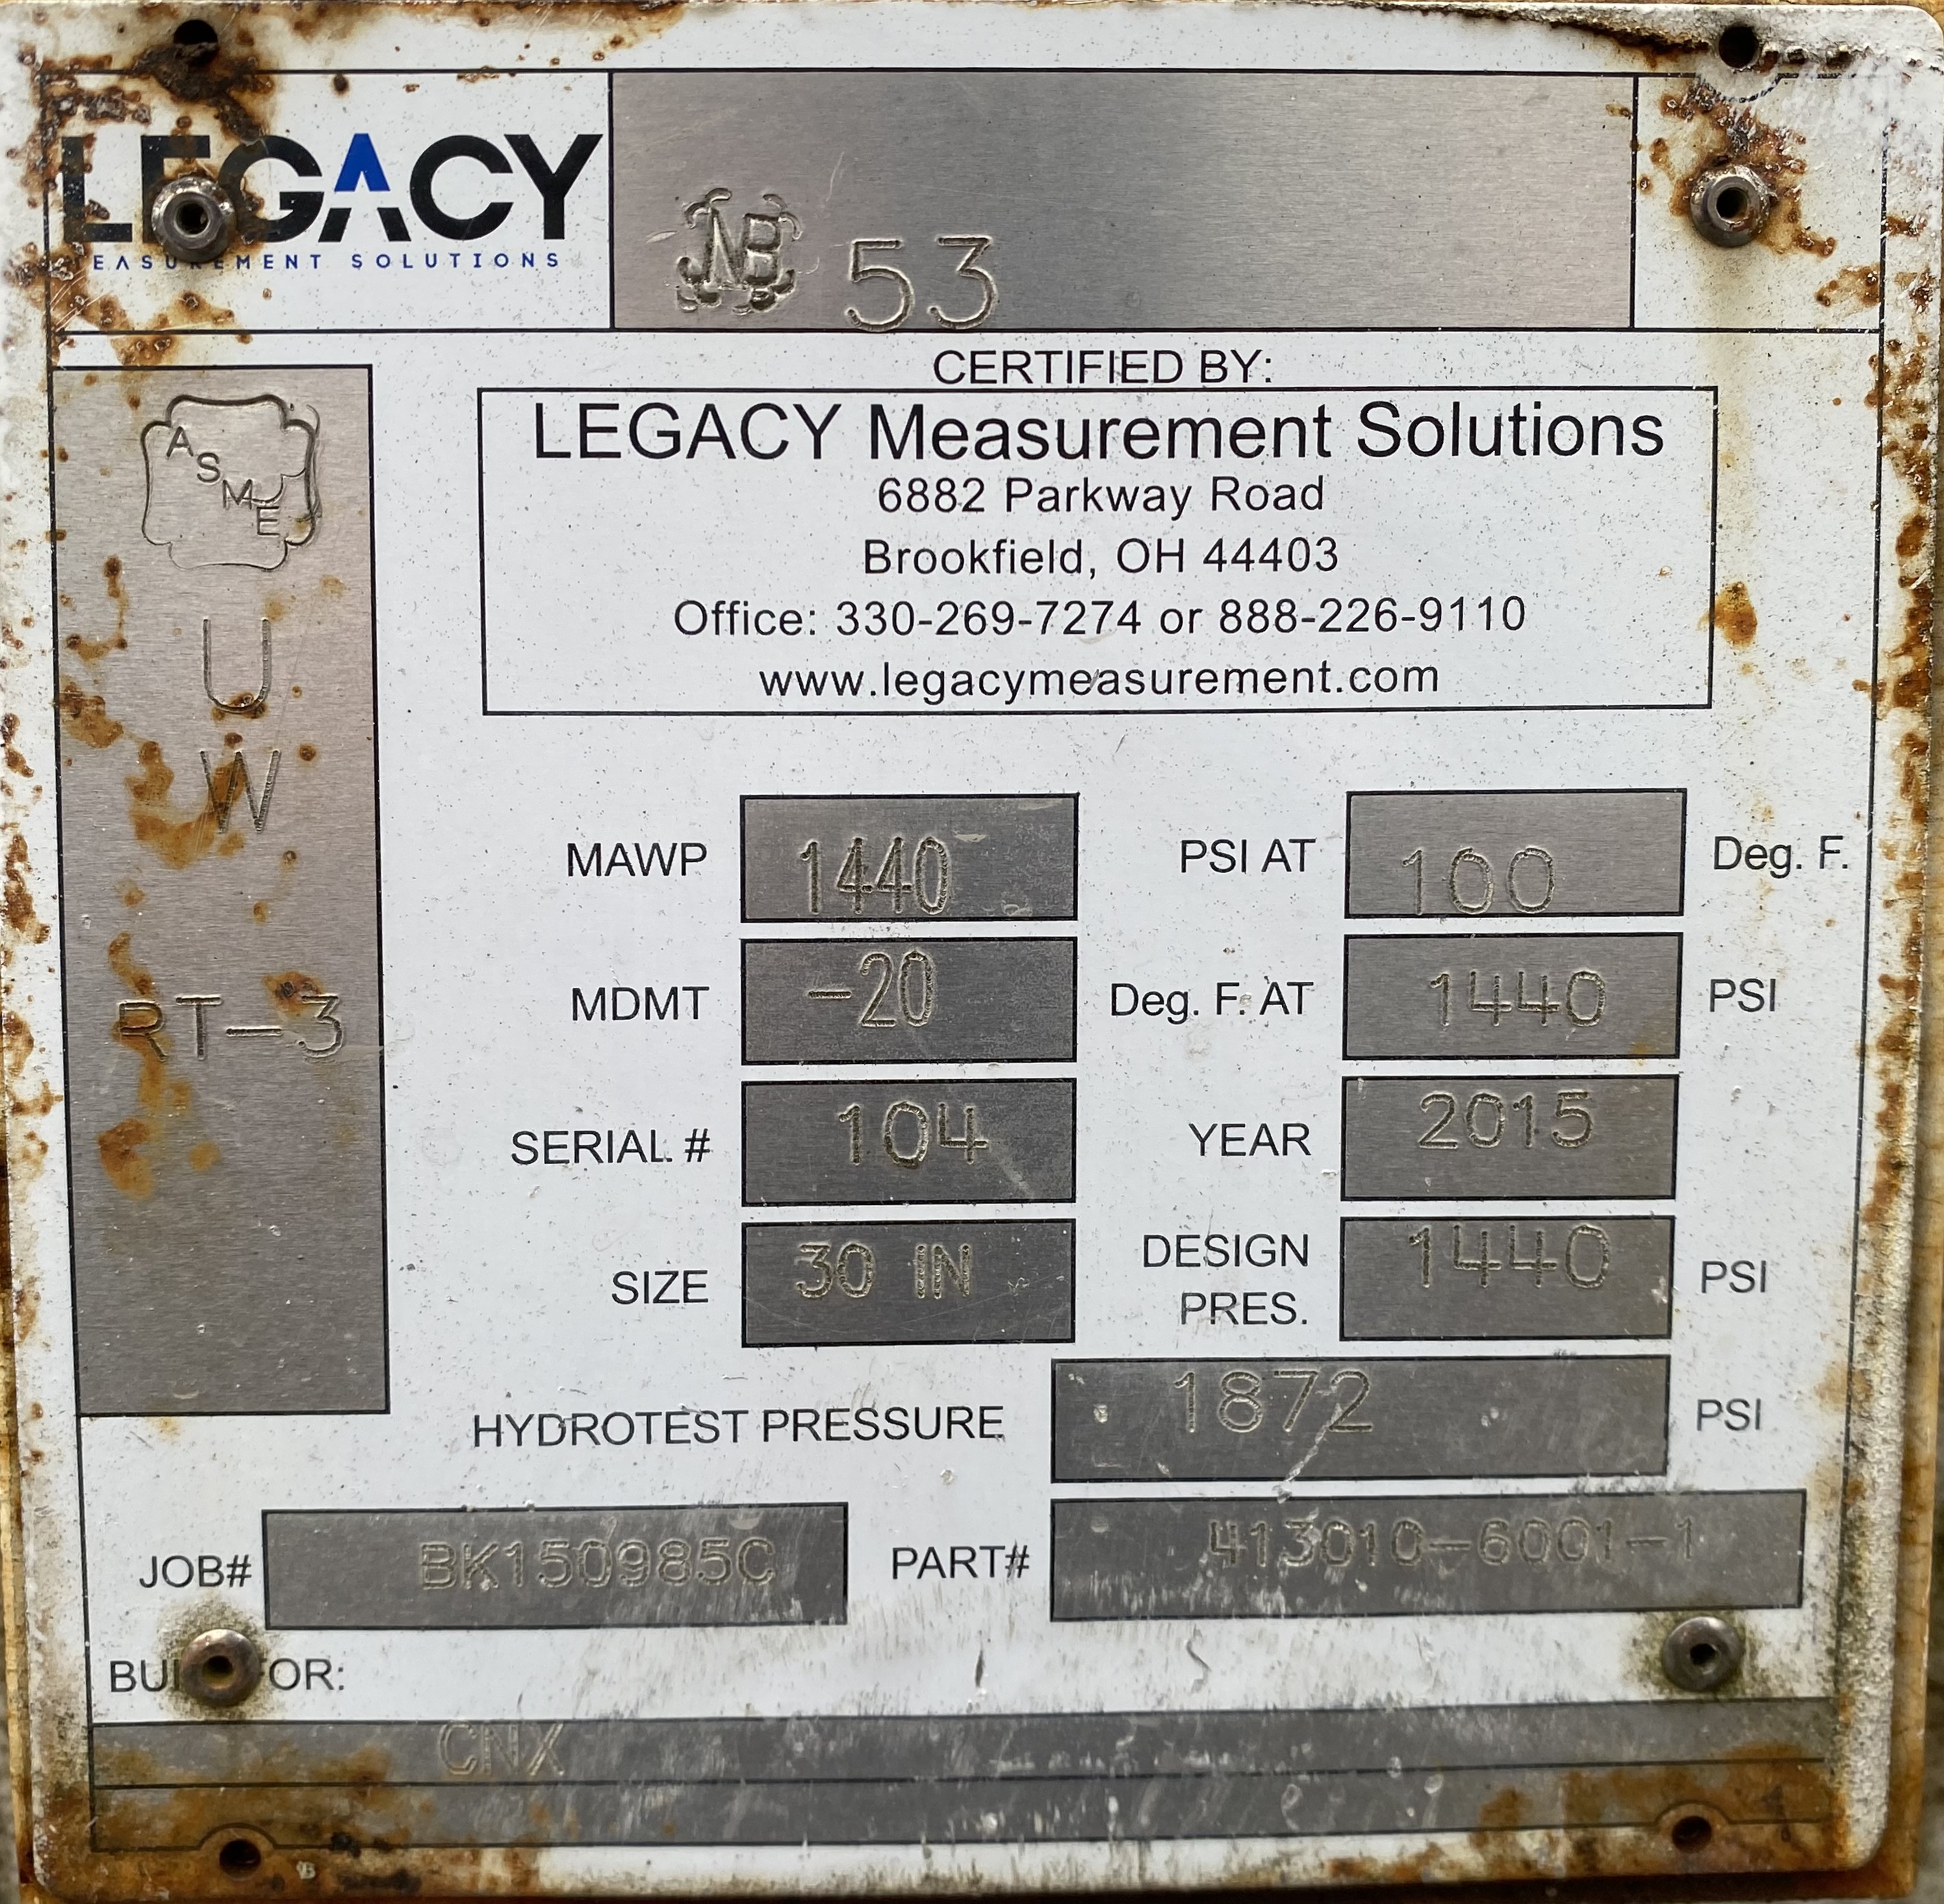 LEGACY
MEASUREMENT SOLUTIONS
NB 53
CERTIFIED BY:
LEGACY Measurement Solutions
6882 Parkway Road
Brookfield, OH 44403
Office: 330-269-7274 or 888-226-9110
www.legacymeasurement.com
ASME
U
W
RT-3
MAWP 1440 PSI AT 100 Deg. F.
MDMT -20 Deg. F. AT 1440 PSI
SERIAL # 104 YEAR 2015
SIZE 30 IN DESIGN PRES. 1440 PSI
HYDROTEST PRESSURE 1872 PSI
JOB# BK150985C PART# 413010-6001-1
BUILT FOR:
CNX